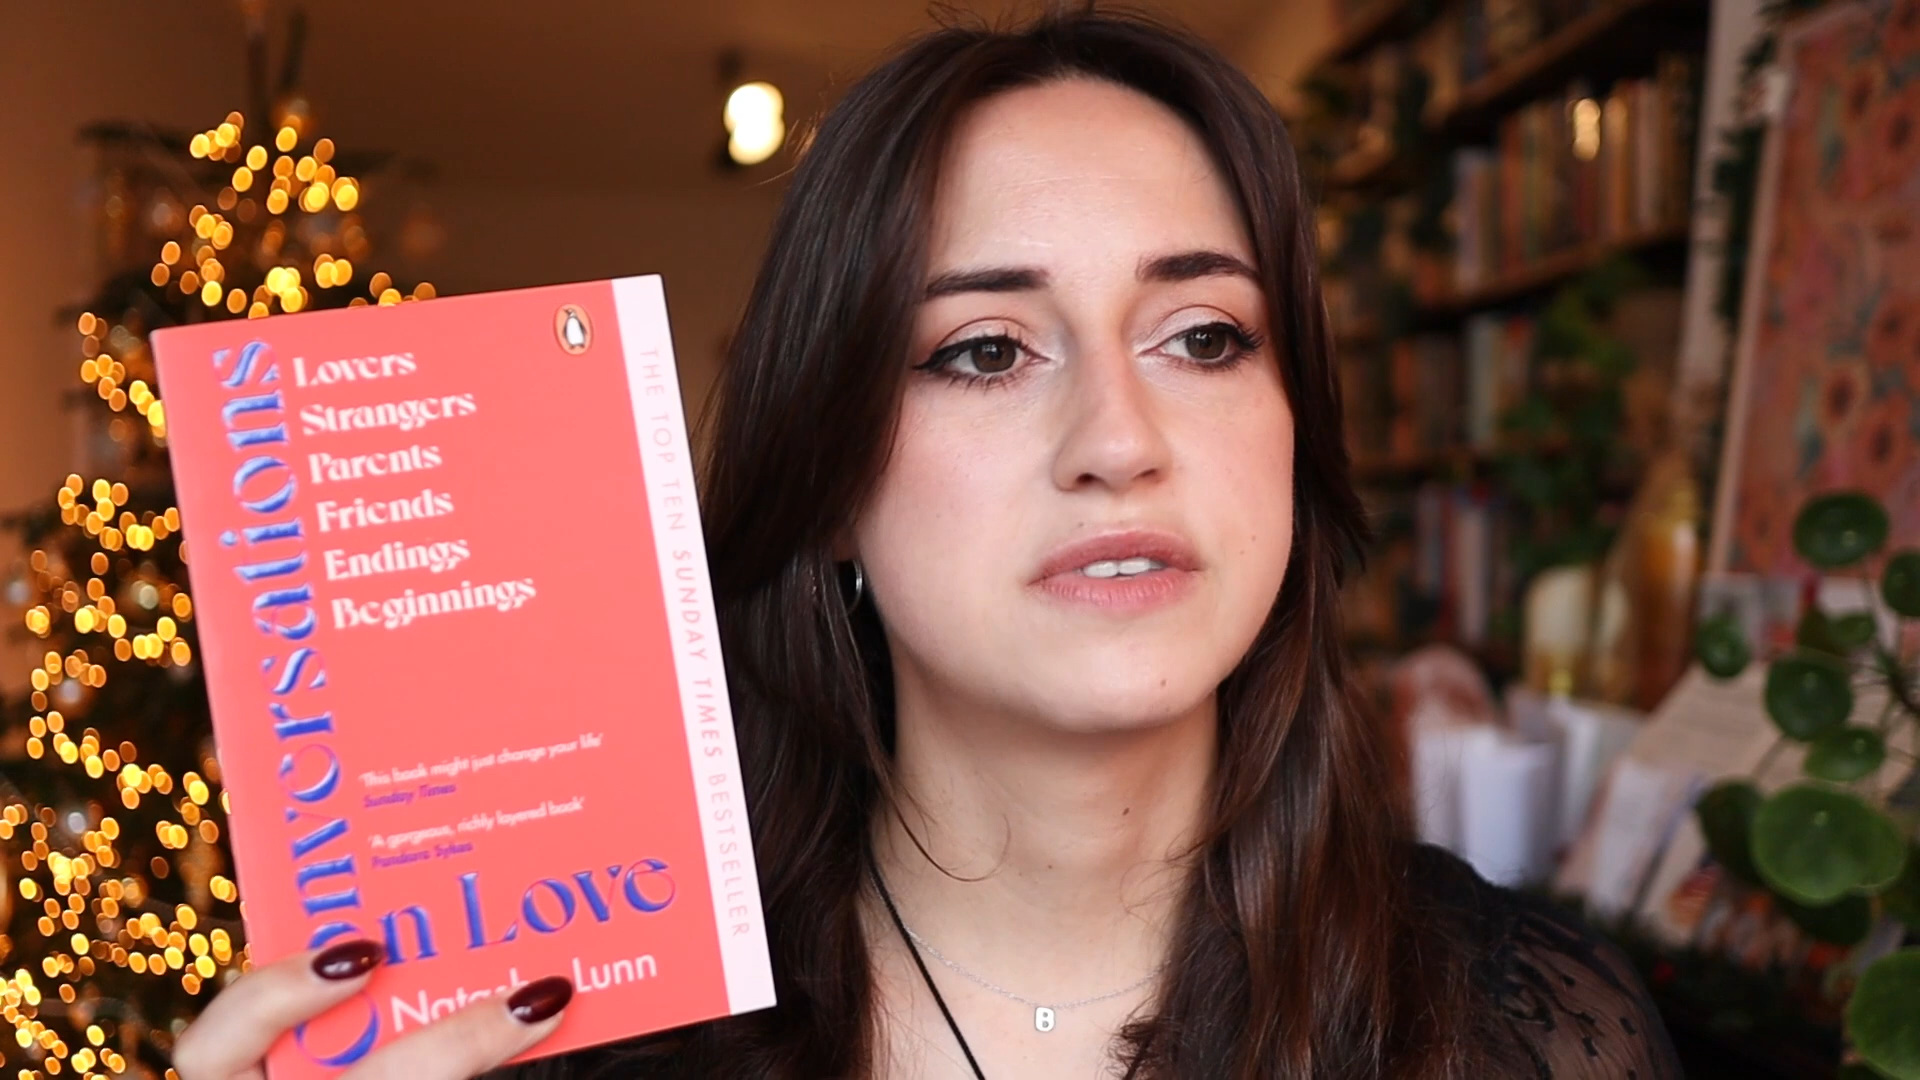 Conversations
On Love
Lovers
Strangers
Parents
Friends
Endings
Beginnings
'This book might just change your life'
Sunday Times
'A gorgeous, richly layered book'
Pandora Sykes
Lunn
THE TOP TEN SUNDAY TIMES BESTSELLER
B